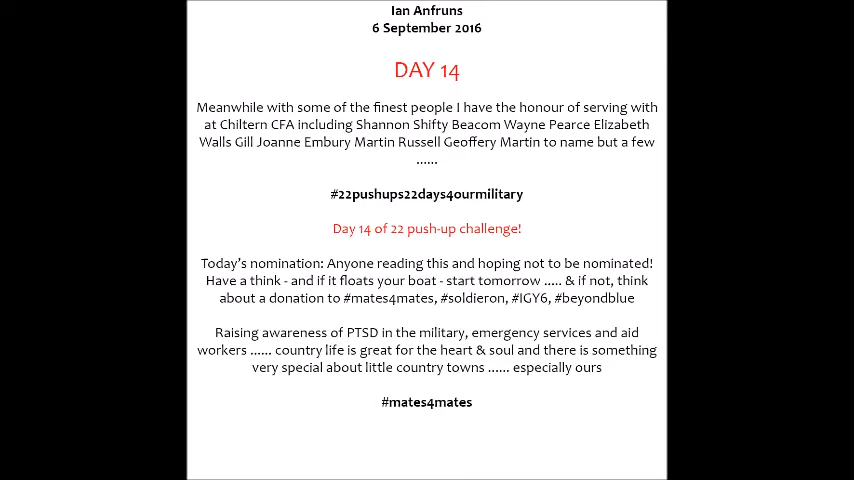 Ian Anfruns
6 September 2016
DAY 14
Meanwhile with some of the finest people I have the honour of serving with
at Chiltern CFA including Shannon Shifty Beacom Wayne Pearce Elizabeth
Walls Gill Joanne Embury Martin Russell Geoffery Martin to name but a few
......
#22pushups22days4ourmilitary
Day 14 of 22 push-up challenge!
Today's nomination: Anyone reading this and hoping not to be nominated!
Have a think - and if it floats your boat - start tomorrow ..... & if not, think
about a donation to #mates4mates, #soldieron, #IGY6, #beyondblue
Raising awareness of PTSD in the military, emergency services and aid
workers ...... country life is great for the heart & soul and there is something
very special about little country towns ...... especially ours
#mates4mates